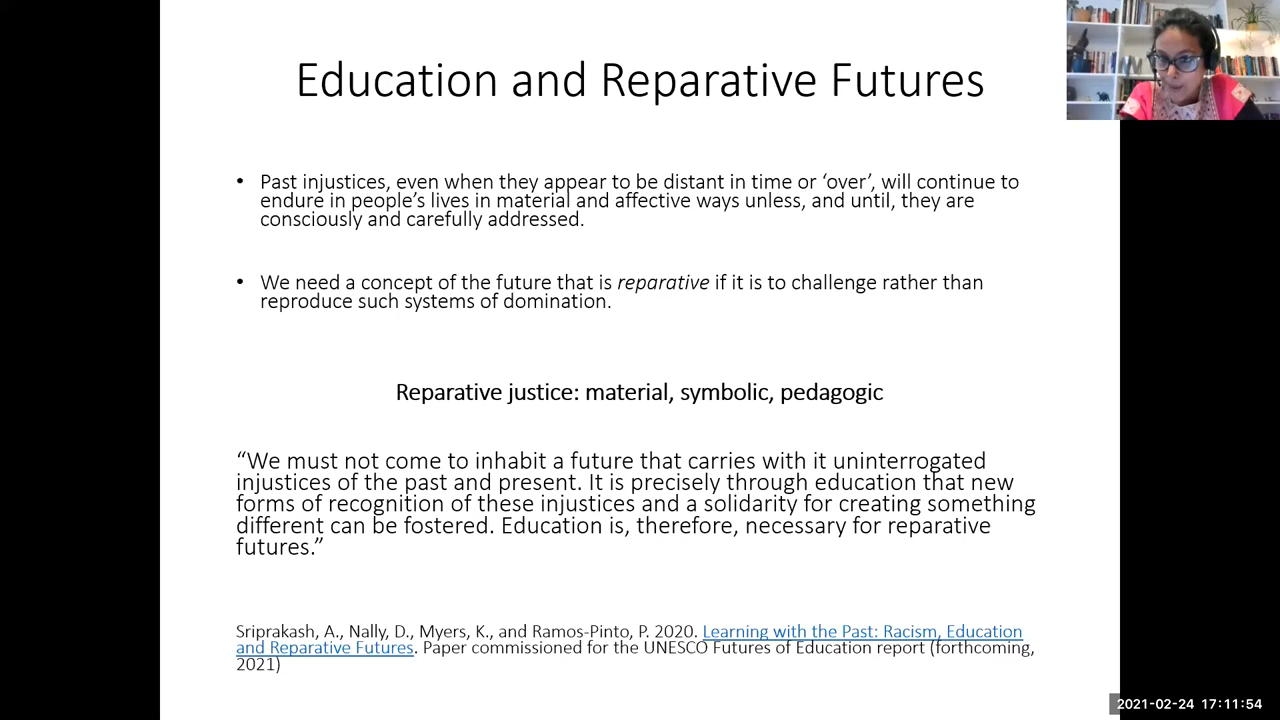 Education and Reparative Futures
• Past injustices, even when they appear to be distant in time or ‘over’, will continue to
endure in people’s lives in material and affective ways unless, and until, they are
consciously and carefully addressed.
• We need a concept of the future that is reparative if it is to challenge rather than
reproduce such systems of domination.
Reparative justice: material, symbolic, pedagogic
“We must not come to inhabit a future that carries with it uninterrogated
injustices of the past and present. It is precisely through education that new
forms of recognition of these injustices and a solidarity for creating something
different can be fostered. Education is, therefore, necessary for reparative
futures.”
Sriprakash, A., Nally, D., Myers, K., and Ramos-Pinto, P. 2020. Learning with the Past: Racism, Education
and Reparative Futures. Paper commissioned for the UNESCO Futures of Education report (forthcoming,
2021)
2021-02-24 17:11:54